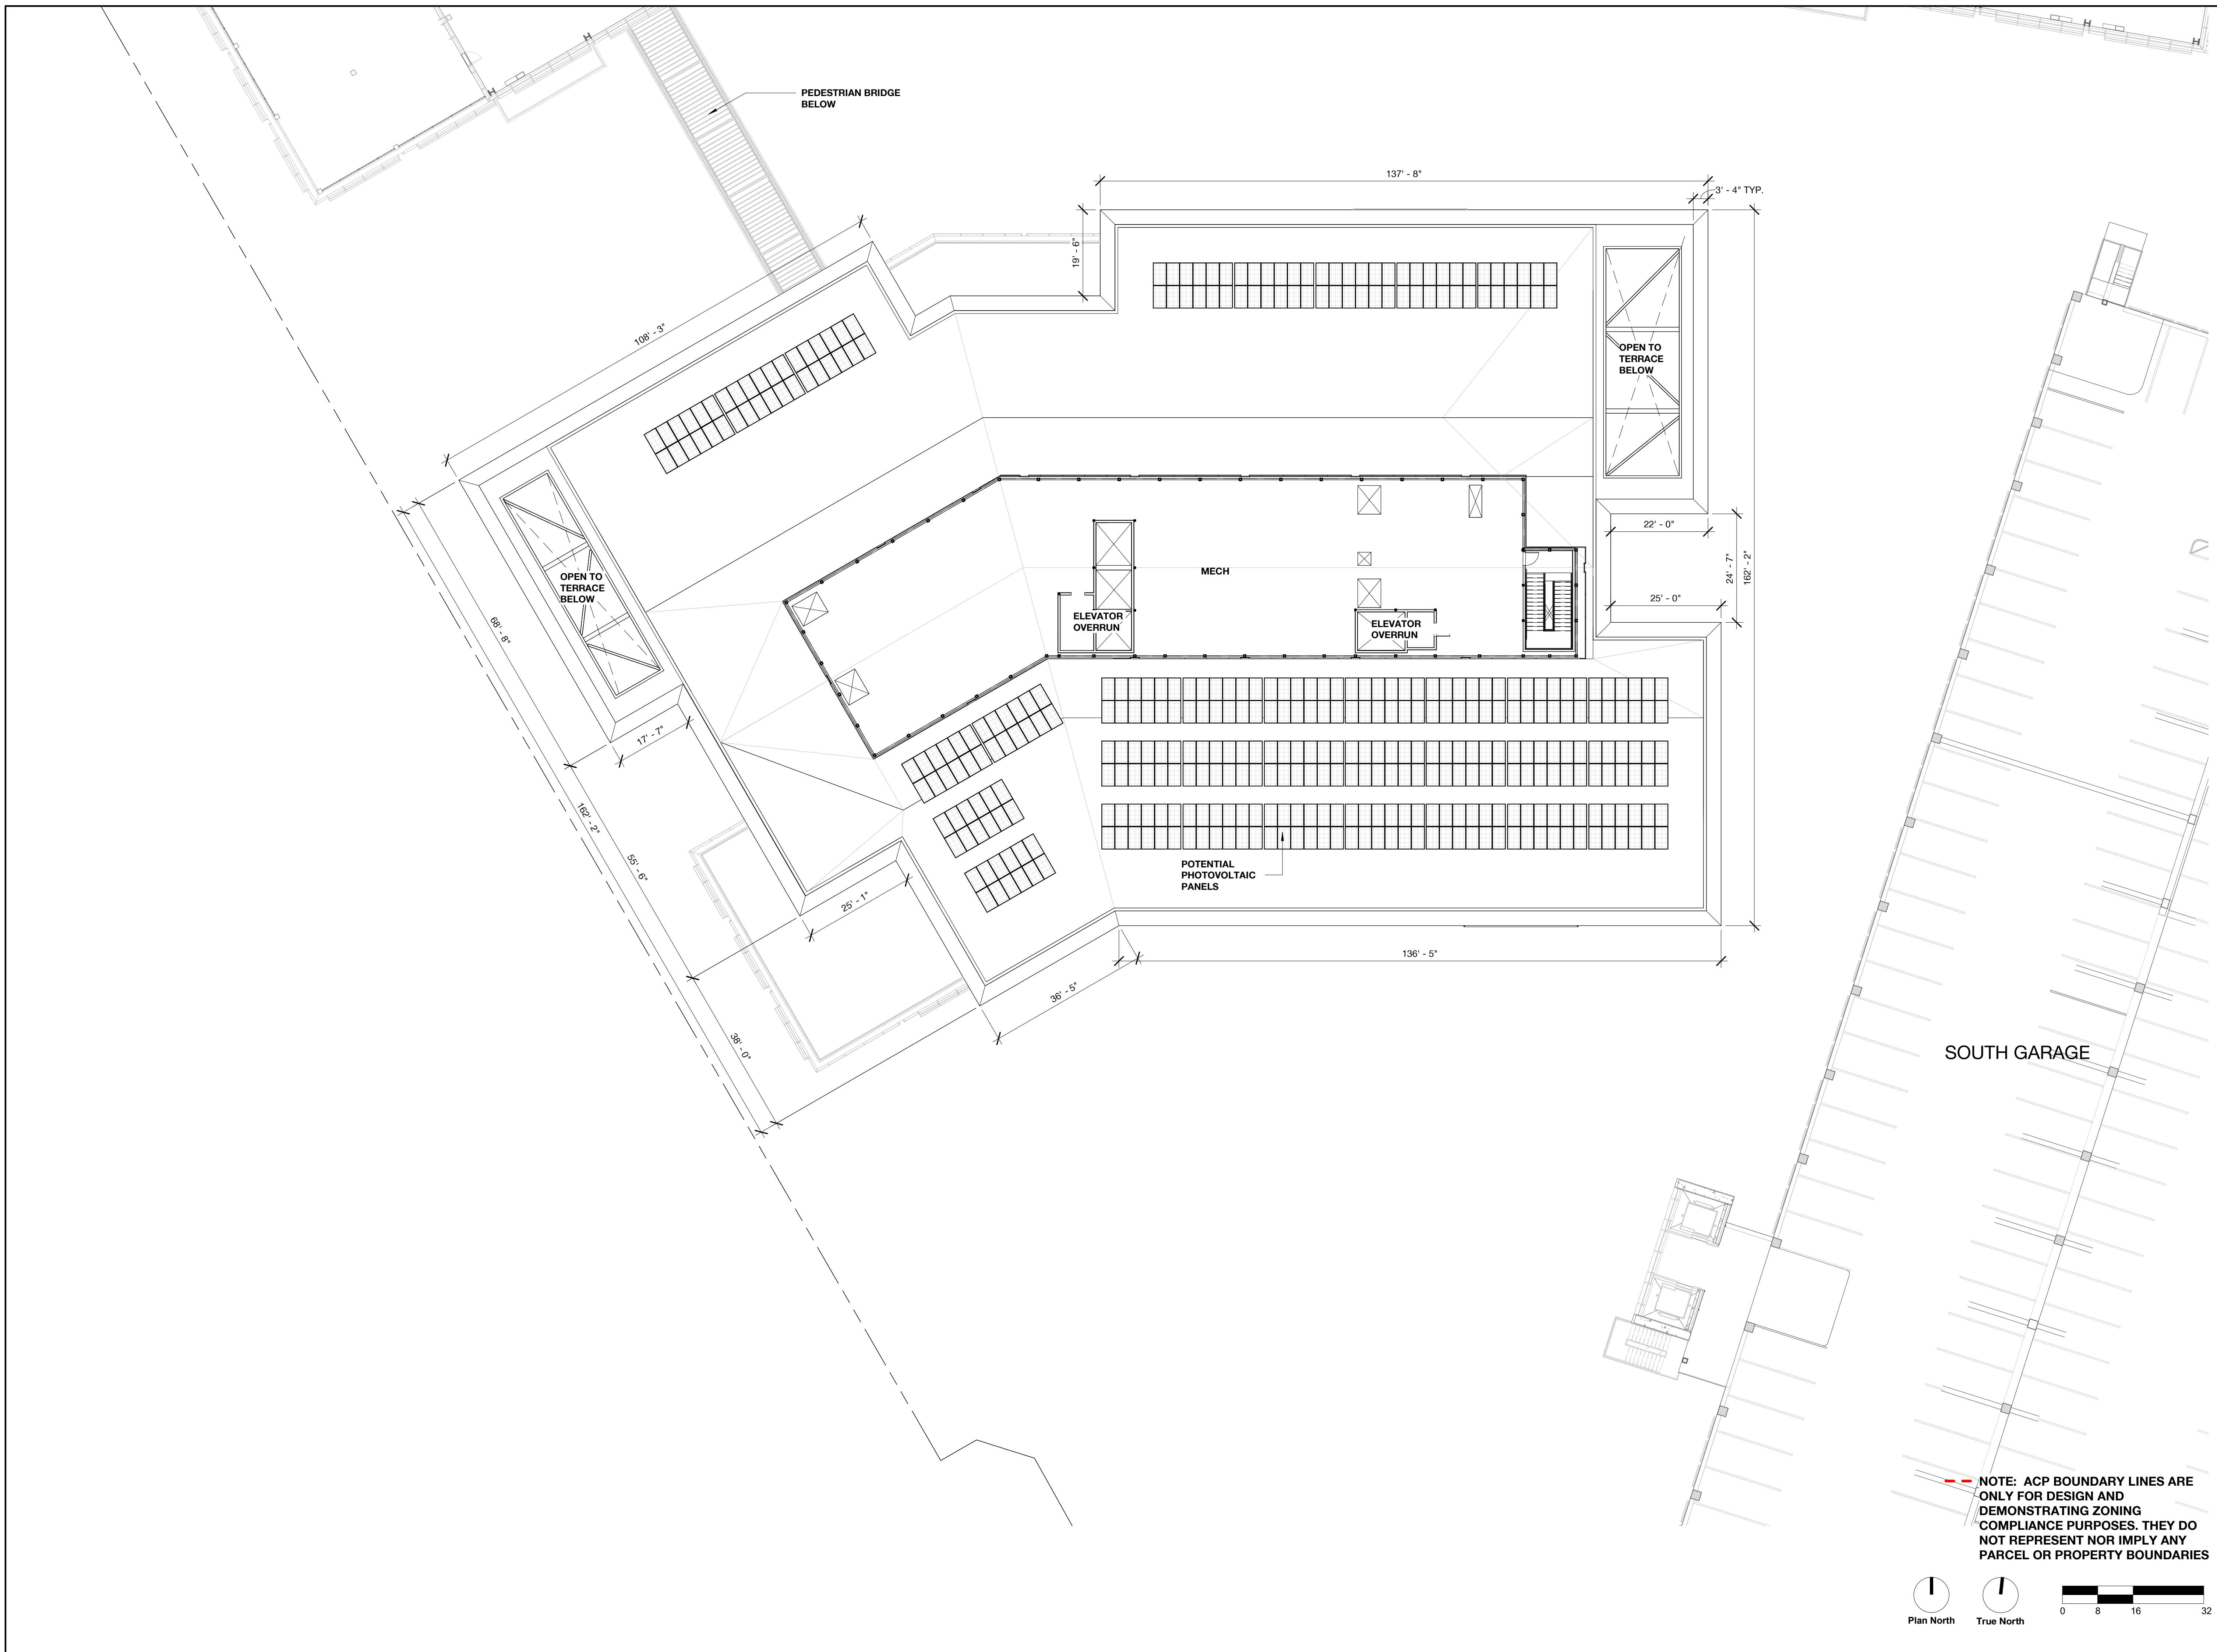 PEDESTRIAN BRIDGE
BELOW
137' - 8"
3' - 4" TYP.
19' - 6"
108' - 3"
OPEN TO
TERRACE
BELOW
22' - 0"
24' - 7"
162' - 2"
25' - 0"
MECH
OPEN TO
TERRACE
BELOW
ELEVATOR
OVERRUN
ELEVATOR
OVERRUN
68' - 8"
17' - 7"
162' - 2"
55' - 6"
POTENTIAL
PHOTOVOLTAIC
PANELS
25' - 1"
136' - 5"
36' - 5"
38' - 0"
SOUTH GARAGE
NOTE: ACP BOUNDARY LINES ARE
ONLY FOR DESIGN AND
DEMONSTRATING ZONING
COMPLIANCE PURPOSES. THEY DO
NOT REPRESENT NOR IMPLY ANY
PARCEL OR PROPERTY BOUNDARIES
Plan North
True North
0 8 16 32